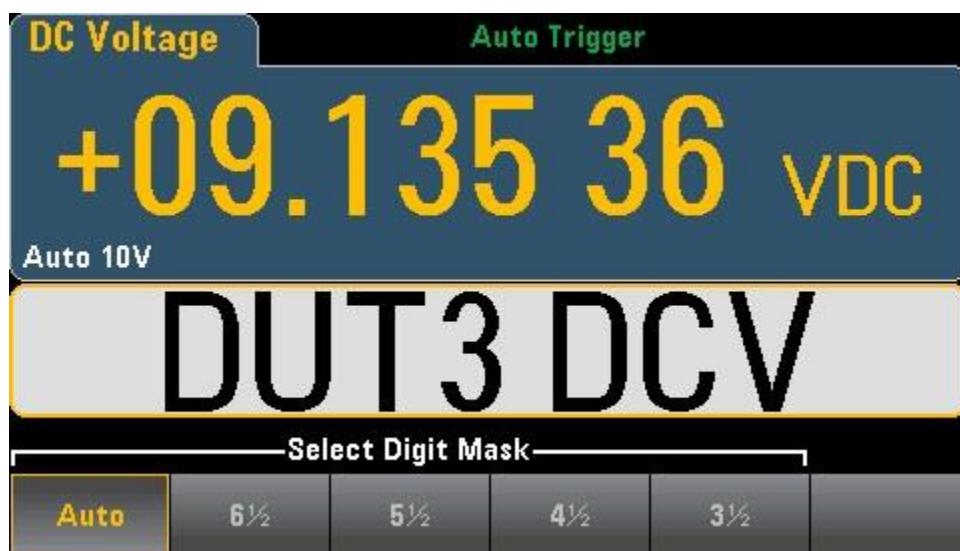 DC Voltage
Auto Trigger
+09.135 36 VDC
Auto 10V
DUT3 DCV
Select Digit Mask
Auto 6½ 5½ 4½ 3½